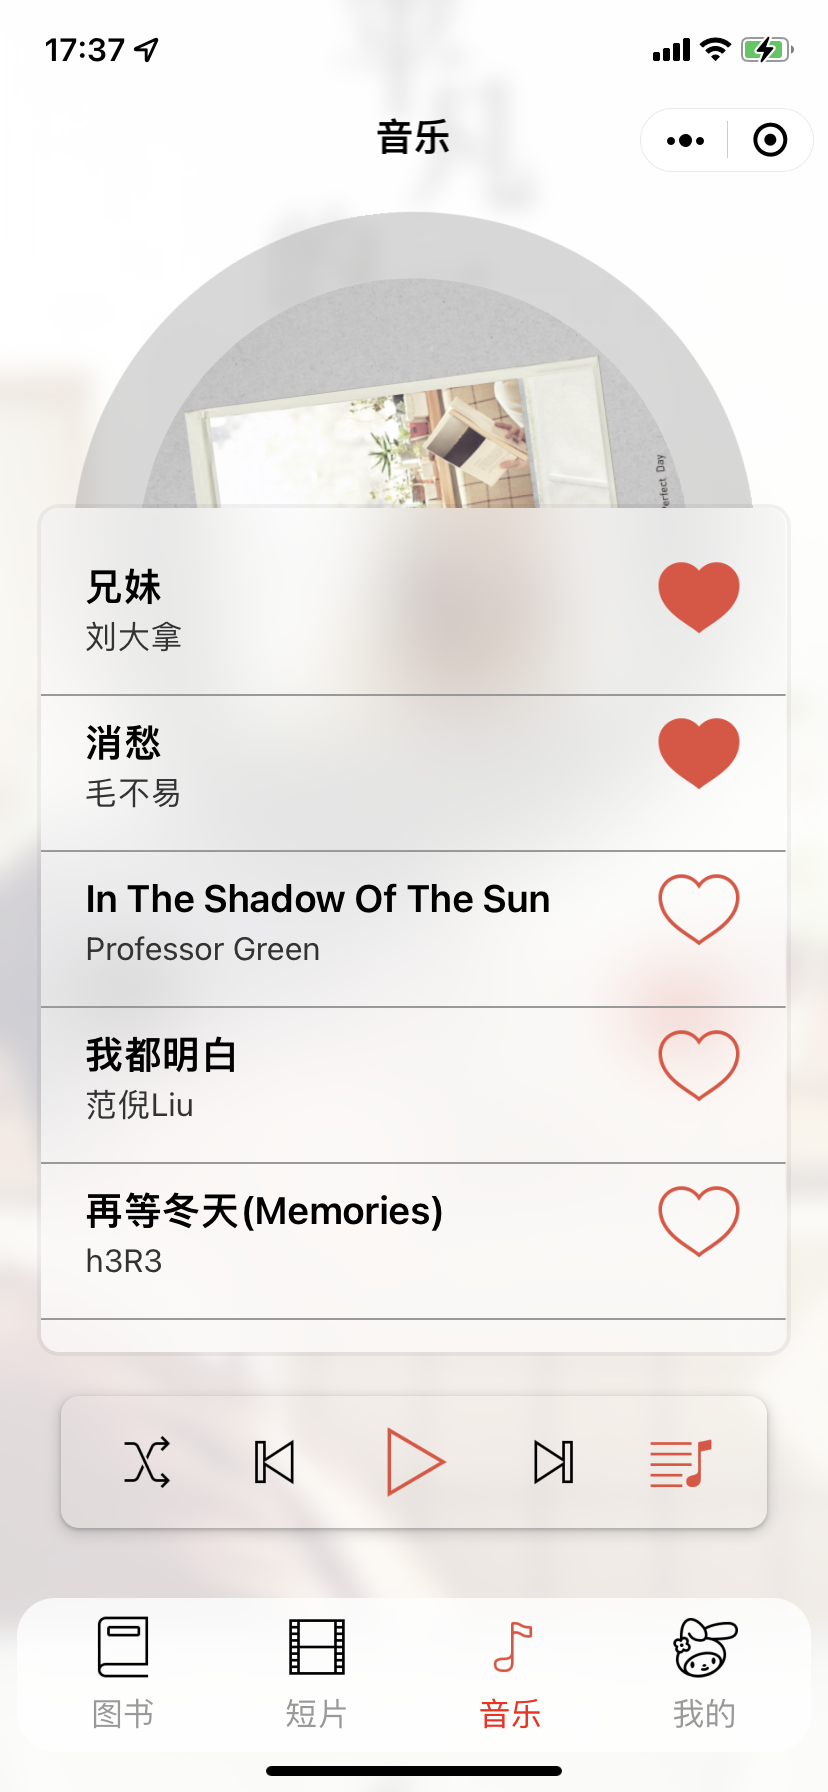 17:37
音乐
erfect Day
兄妹
刘大拿
消愁
毛不易
In The Shadow Of The Sun
Professor Green
我都明白
范倪Liu
再等冬天(Memories)
h3R3
图书
短片
音乐
我的